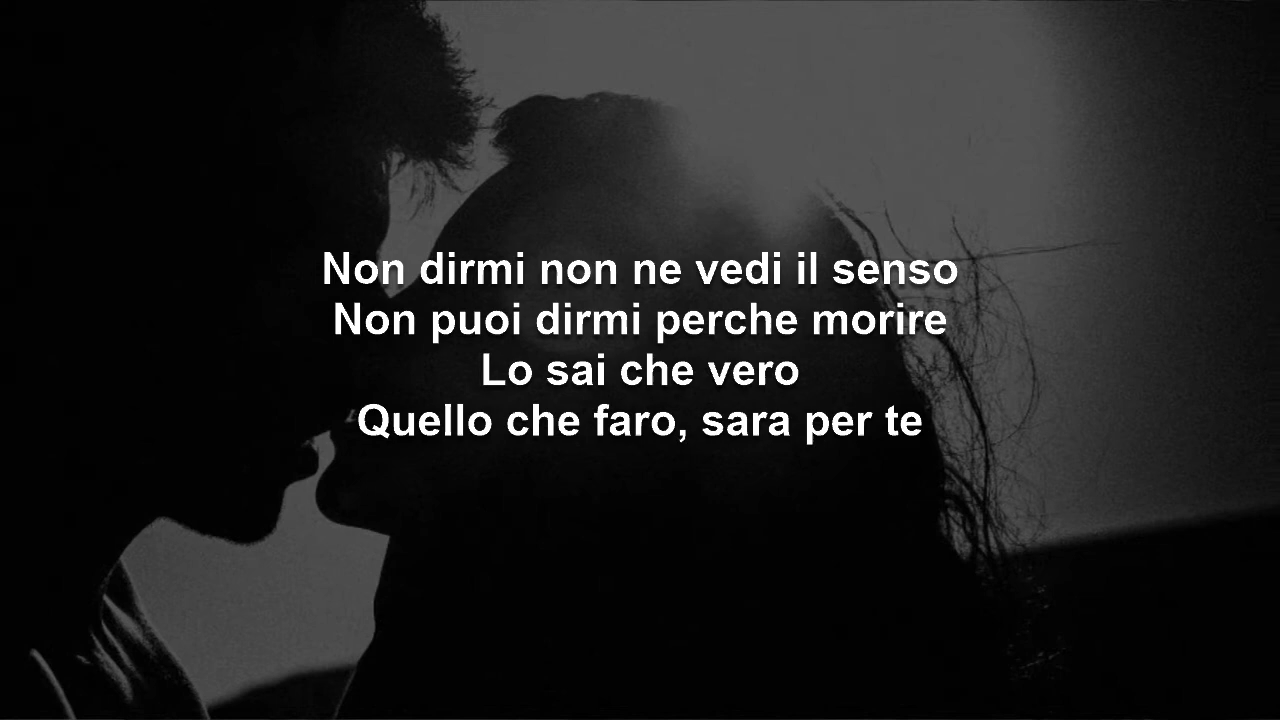 Non dirmi non ne vedi il senso
Non puoi dirmi perche morire
Lo sai che vero
Quello che faro, sara per te